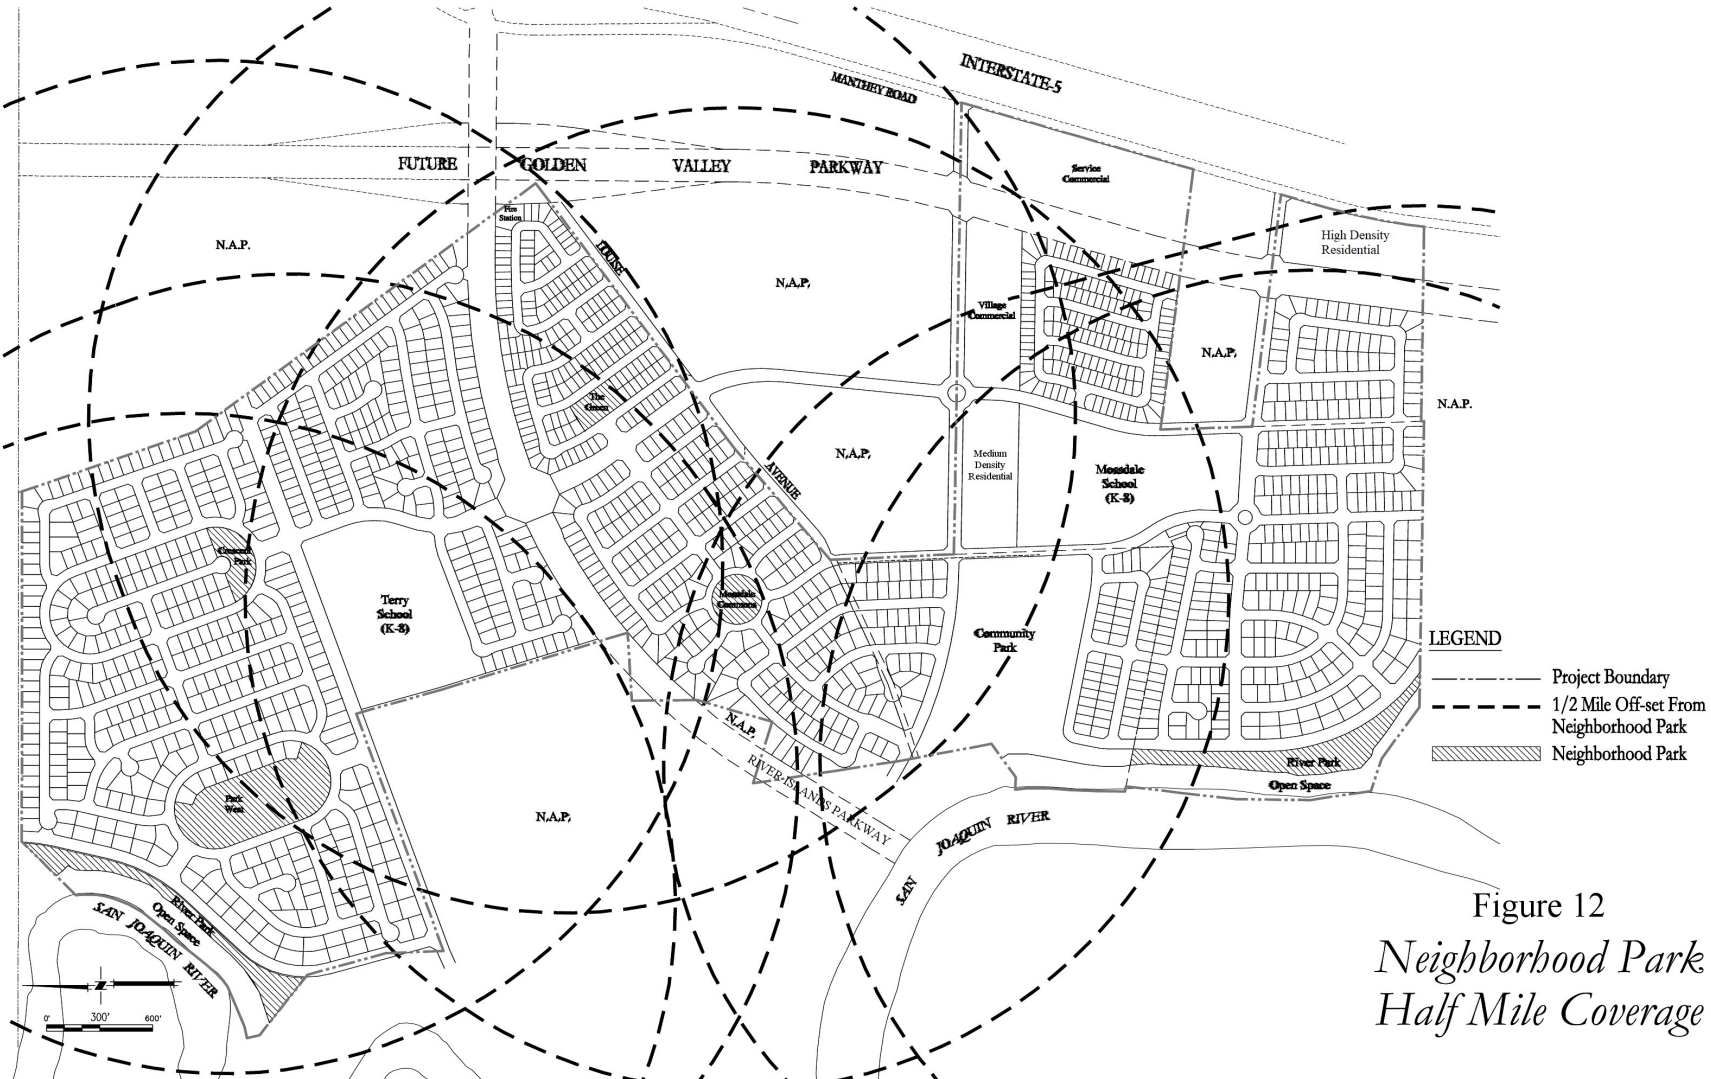 INTERSTATE-5
MANTHEY ROAD
FUTURE GOLDEN VALLEY PARKWAY
Service
Commercial
Fire
Station
High Density
Residential
N.A.P.
LOUISE
N.A.P.
Village
Commercial
N.A.P.
The
Green
N.A.P.
N.A.P.
Medium
Density
Residential
Mossdale
School
(K-8)
AVENUE
Crescent
Park
Terry
School
(K-8)
Mossdale
Commons
Community
Park
N.A.P.
RIVER ISLANDS PARKWAY
River Park
Open Space
Park
West
N.A.P.
SAN JOAQUIN RIVER
River Park
Open Space
SAN JOAQUIN RIVER
N
0' 300' 600'
LEGEND
Project Boundary
1/2 Mile Off-set From
Neighborhood Park
Neighborhood Park
Figure 12
Neighborhood Park
Half Mile Coverage